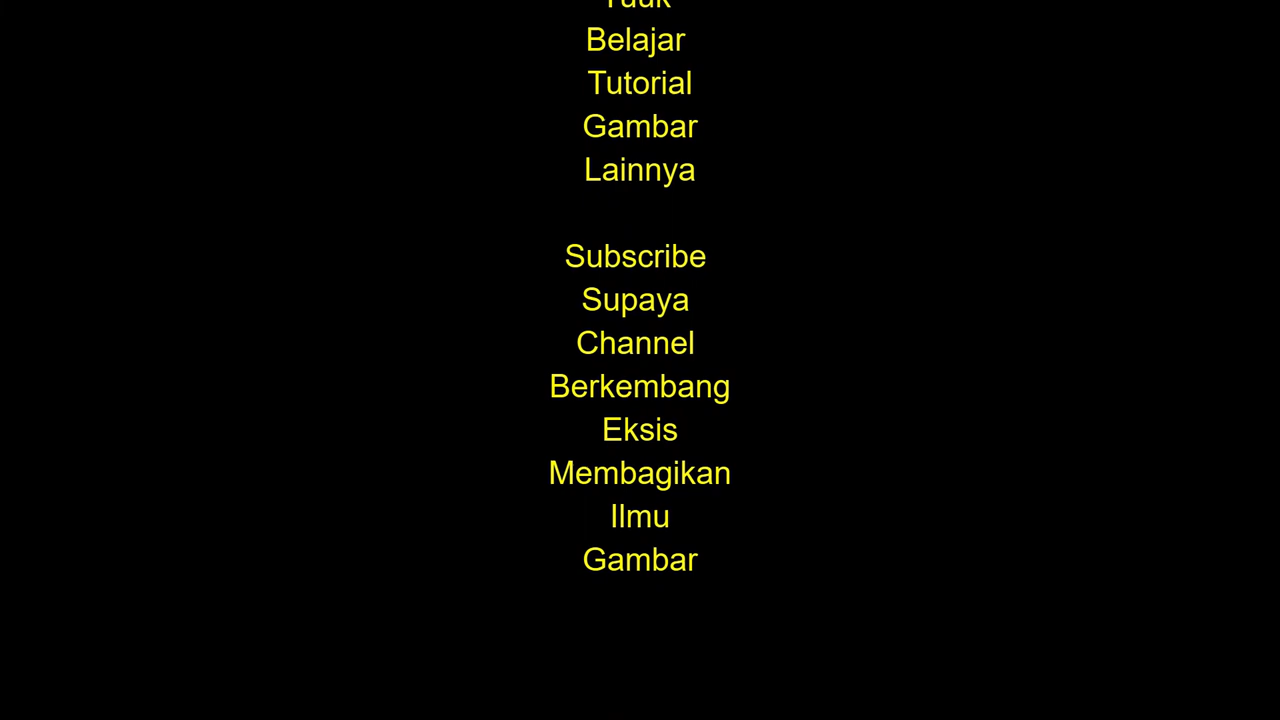 Belajar
Tutorial
Gambar
Lainnya
Subscribe
Supaya
Channel
Berkembang
Eksis
Membagikan
Ilmu
Gambar